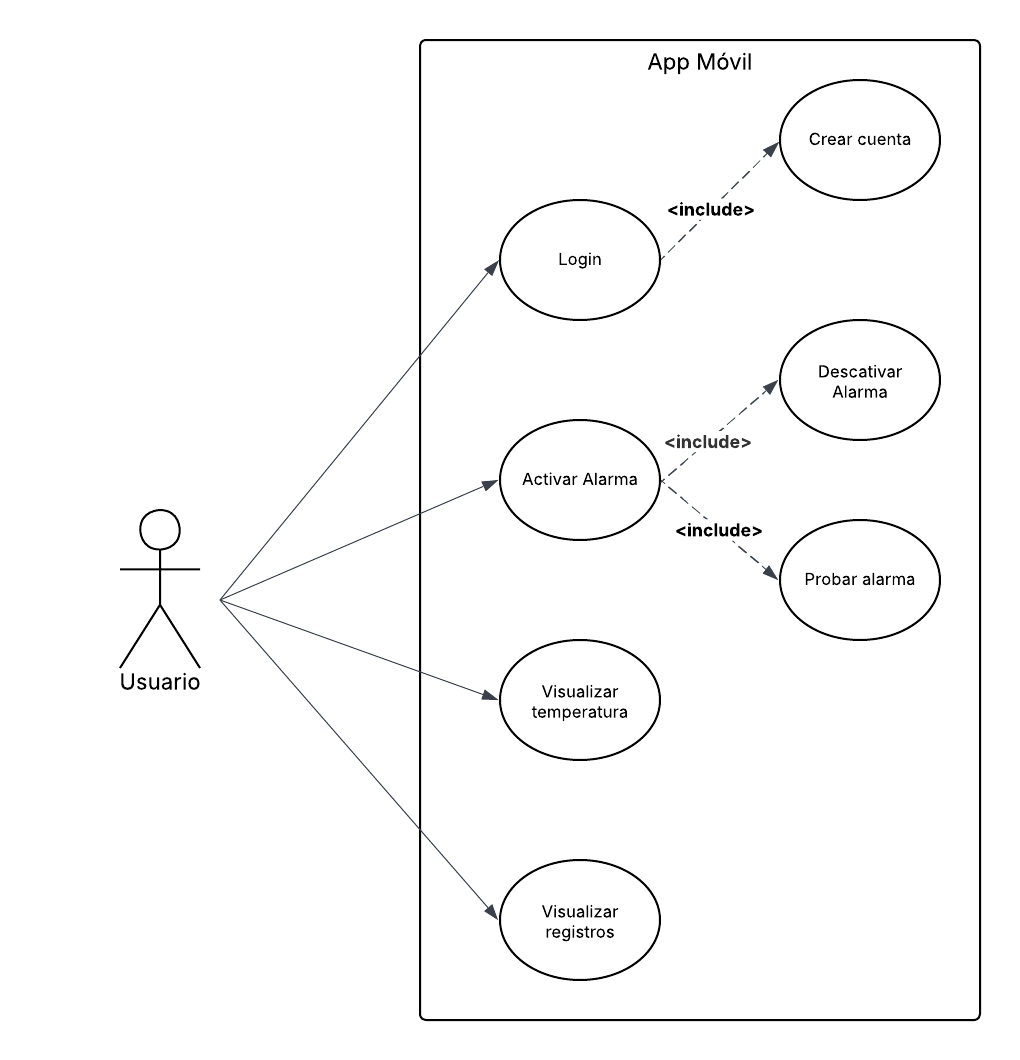 App Móvil
Crear cuenta
<include>
Login
Descativar
Alarma
<include>
Activar Alarma
<include>
Probar alarma
Usuario
Visualizar
temperatura
Visualizar
registros